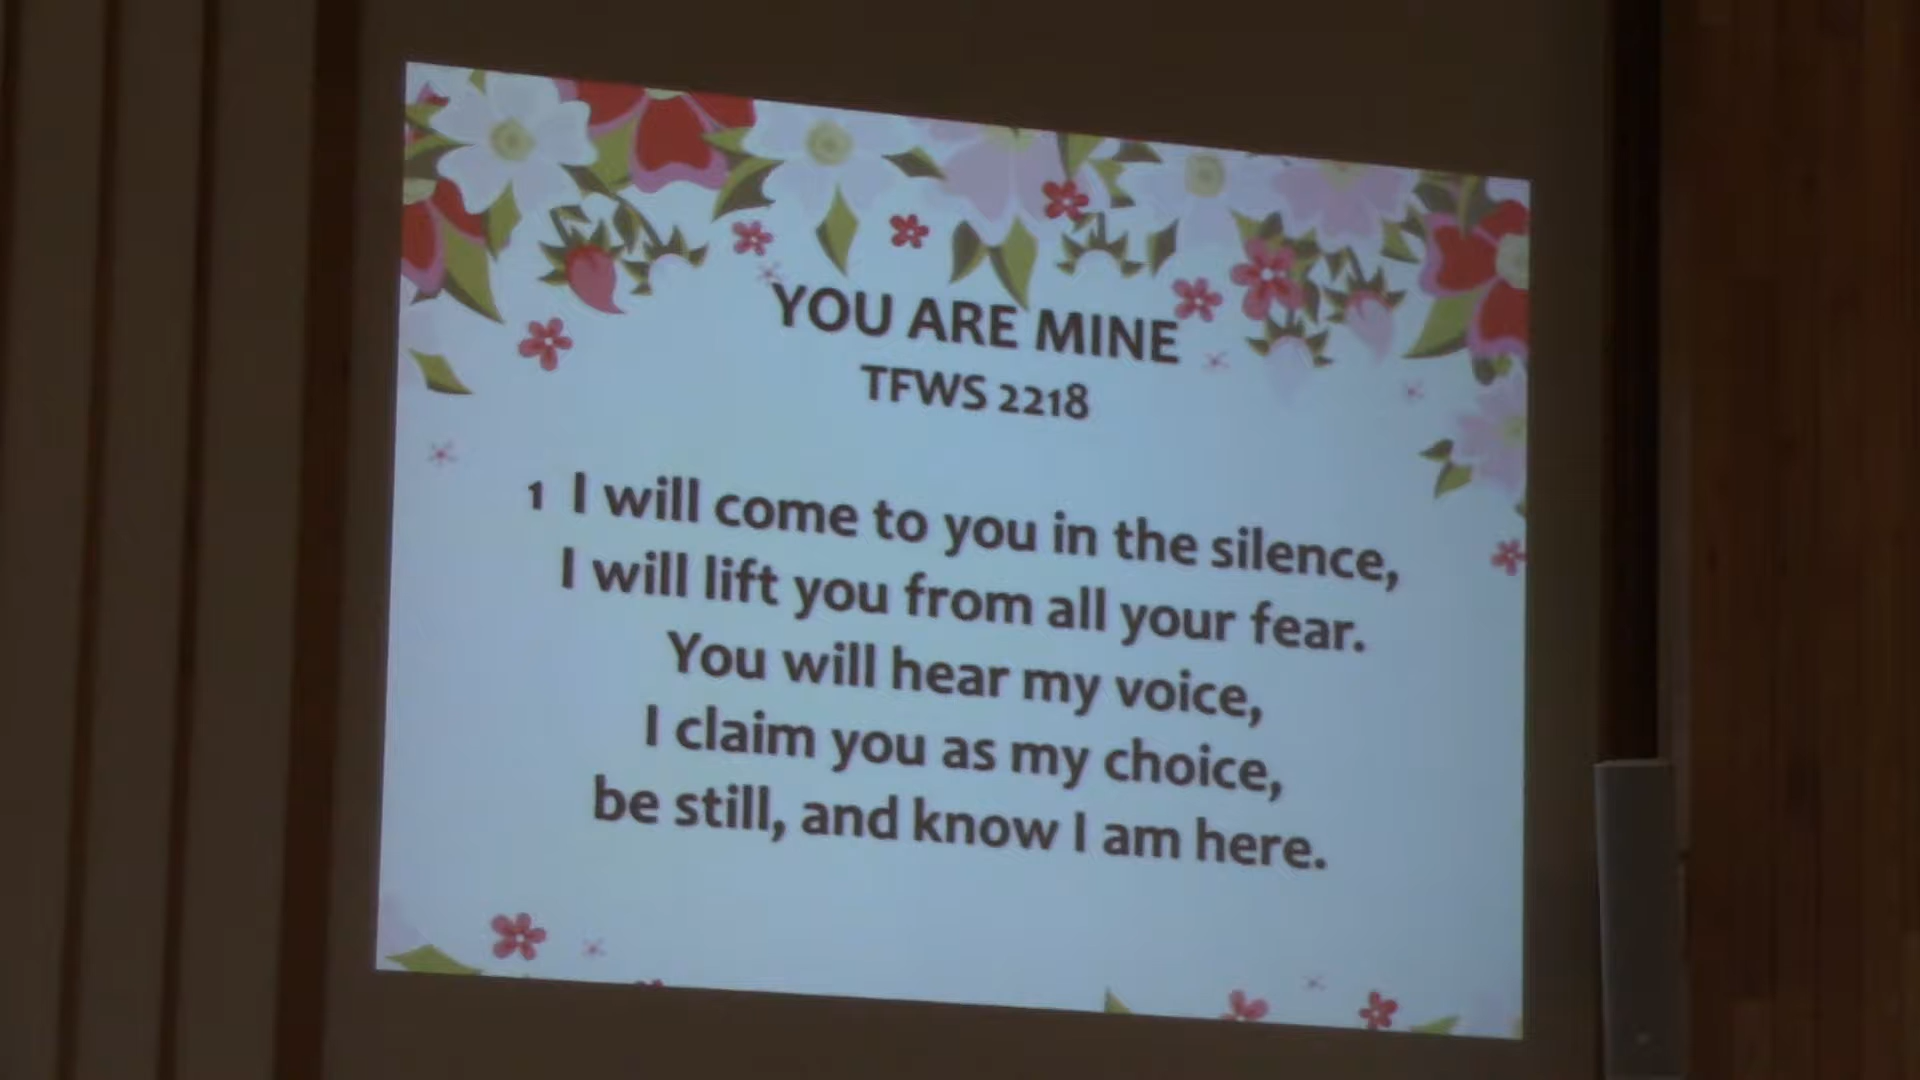 YOU ARE MINE
TFWS 2218
1 I will come to you in the silence,
I will lift you from all your fear.
You will hear my voice,
I claim you as my choice,
be still, and know I am here.